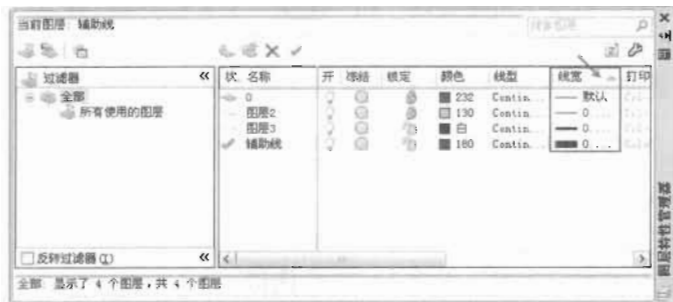 当前图层: 辅助线
搜索图层
过滤器
全部
所有使用的图层
反转过滤器(I)
状 名称 开 冻结 锁定 颜色 线型 线宽 打印
0 232 Contin... 默认
图层2 130 Contin... 0...
图层3 白 Contin... 0...
辅助线 180 Contin... 0...
全部: 显示了 4 个图层，共 4 个图层
图层特性管理器